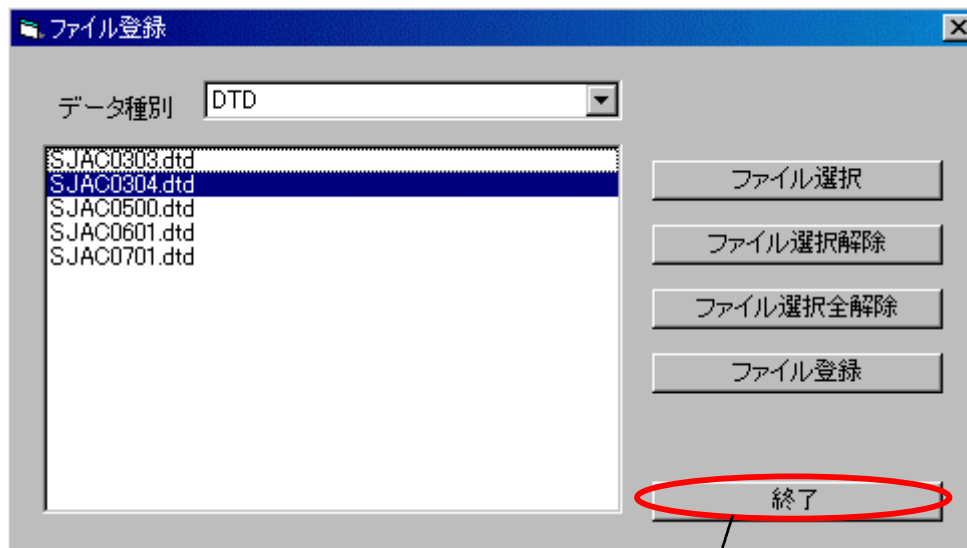 ファイル登録
データ種別 DTD
SJAC0303.dtd
SJAC0304.dtd
SJAC0500.dtd
SJAC0601.dtd
SJAC0701.dtd
ファイル選択
ファイル選択解除
ファイル選択全解除
ファイル登録
終了